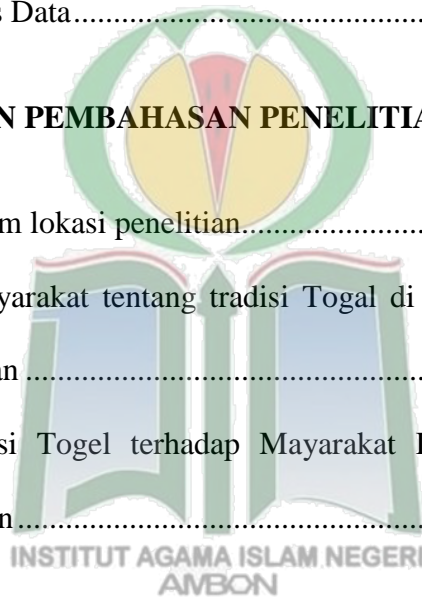 s Data....................................
N PEMBAHASAN PENELITIA
m lokasi penelitian........................
yarakat tentang tradisi Togal di
n ..........................................
si Togel terhadap Mayarakat
n...........................................
INSTITUT AGAMA ISLAM NEGERI
AMBON